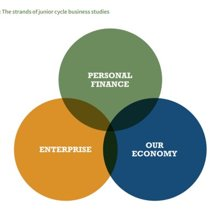 : The strands of junior cycle business studies
PERSONAL
FINANCE
ENTERPRISE
OUR
ECONOMY